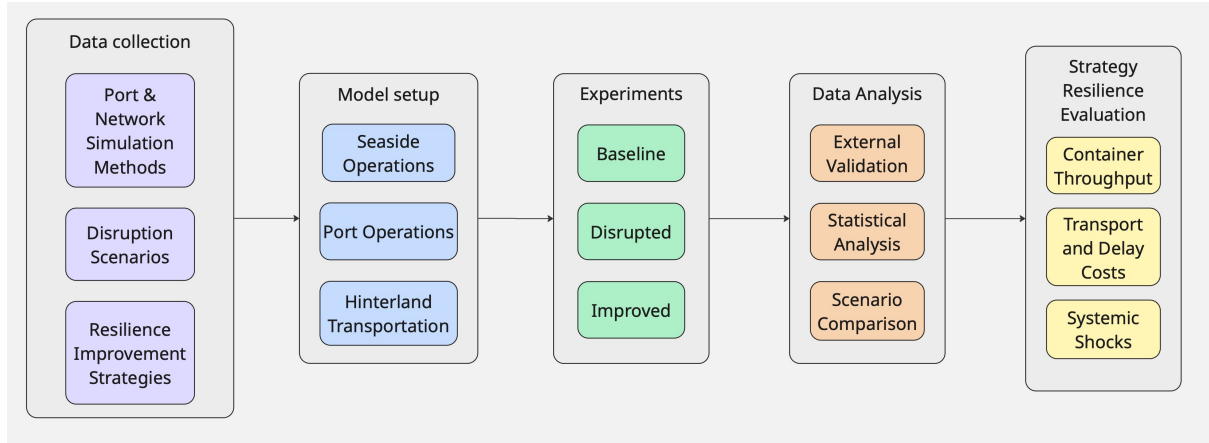 Data collection
Port &
Network
Simulation
Methods
Disruption
Scenarios
Resilience
Improvement
Strategies
Model setup
Seaside
Operations
Port Operations
Hinterland
Transportation
Experiments
Baseline
Disrupted
Improved
Data Analysis
External
Validation
Statistical
Analysis
Scenario
Comparison
Strategy
Resilience
Evaluation
Container
Throughput
Transport
and Delay
Costs
Systemic
Shocks